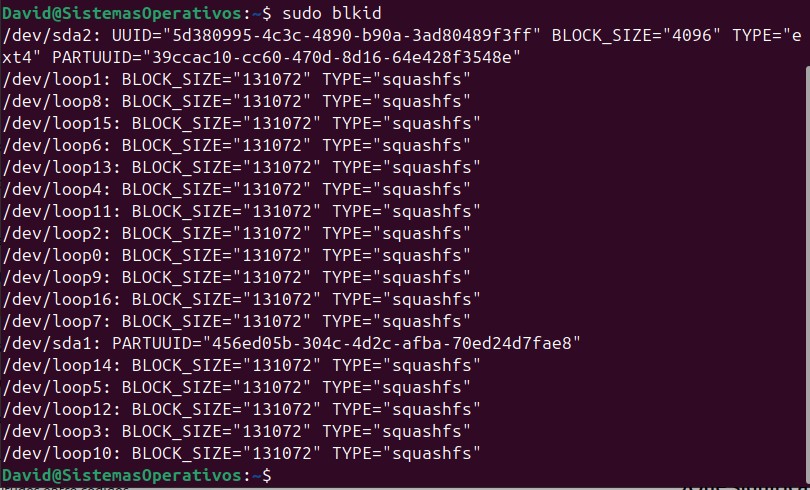 David@SistemasOperativos:~$ sudo blkid
/dev/sda2: UUID="5d380995-4c3c-4890-b90a-3ad80489f3ff" BLOCK_SIZE="4096" TYPE="e
xt4" PARTUUID="39ccac10-cc60-470d-8d16-64e428f3548e"
/dev/loop1: BLOCK_SIZE="131072" TYPE="squashfs"
/dev/loop8: BLOCK_SIZE="131072" TYPE="squashfs"
/dev/loop15: BLOCK_SIZE="131072" TYPE="squashfs"
/dev/loop6: BLOCK_SIZE="131072" TYPE="squashfs"
/dev/loop13: BLOCK_SIZE="131072" TYPE="squashfs"
/dev/loop4: BLOCK_SIZE="131072" TYPE="squashfs"
/dev/loop11: BLOCK_SIZE="131072" TYPE="squashfs"
/dev/loop2: BLOCK_SIZE="131072" TYPE="squashfs"
/dev/loop0: BLOCK_SIZE="131072" TYPE="squashfs"
/dev/loop9: BLOCK_SIZE="131072" TYPE="squashfs"
/dev/loop16: BLOCK_SIZE="131072" TYPE="squashfs"
/dev/loop7: BLOCK_SIZE="131072" TYPE="squashfs"
/dev/sda1: PARTUUID="456ed05b-304c-4d2c-afba-70ed24d7fae8"
/dev/loop14: BLOCK_SIZE="131072" TYPE="squashfs"
/dev/loop5: BLOCK_SIZE="131072" TYPE="squashfs"
/dev/loop12: BLOCK_SIZE="131072" TYPE="squashfs"
/dev/loop3: BLOCK_SIZE="131072" TYPE="squashfs"
/dev/loop10: BLOCK_SIZE="131072" TYPE="squashfs"
David@SistemasOperativos:~$